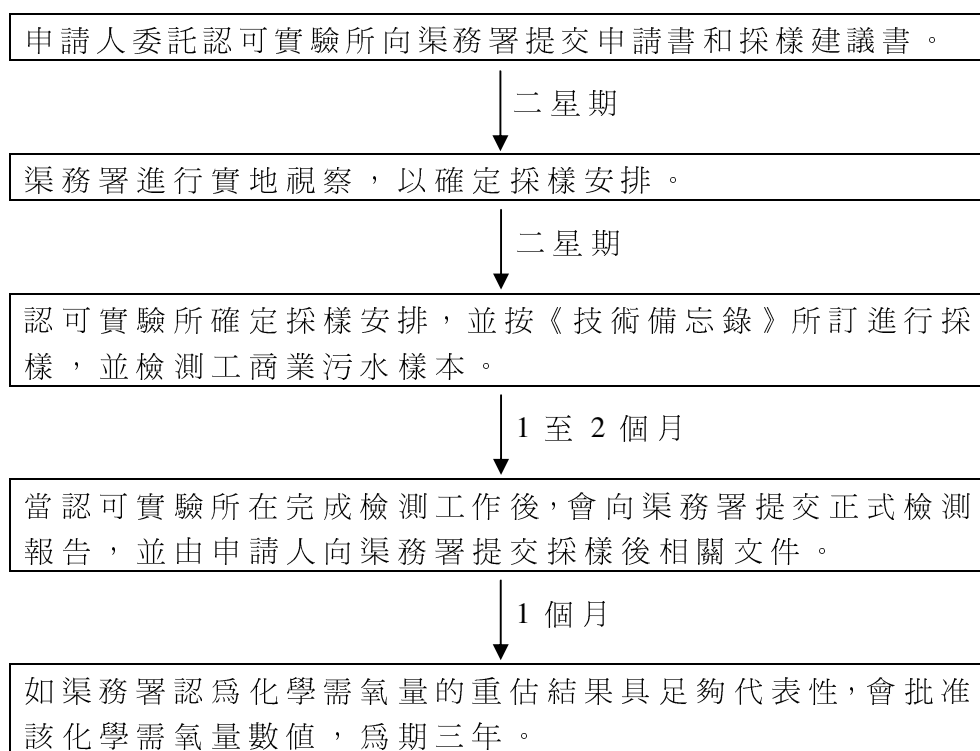 申請人委託認可實驗所向渠務署提交申請書和採樣建議書。
二星期
渠務署進行實地視察，以確定採樣安排。
二星期
認可實驗所確定採樣安排，並按《技術備忘錄》所訂進行採
樣，並檢測工商業污水樣本。
1 至 2 個月
當認可實驗所在完成檢測工作後，會向渠務署提交正式檢測
報告，並由申請人向渠務署提交採樣後相關文件。
1 個月
如渠務署認爲化學需氧量的重估結果具足夠代表性，會批准
該化學需氧量數值，爲期三年。